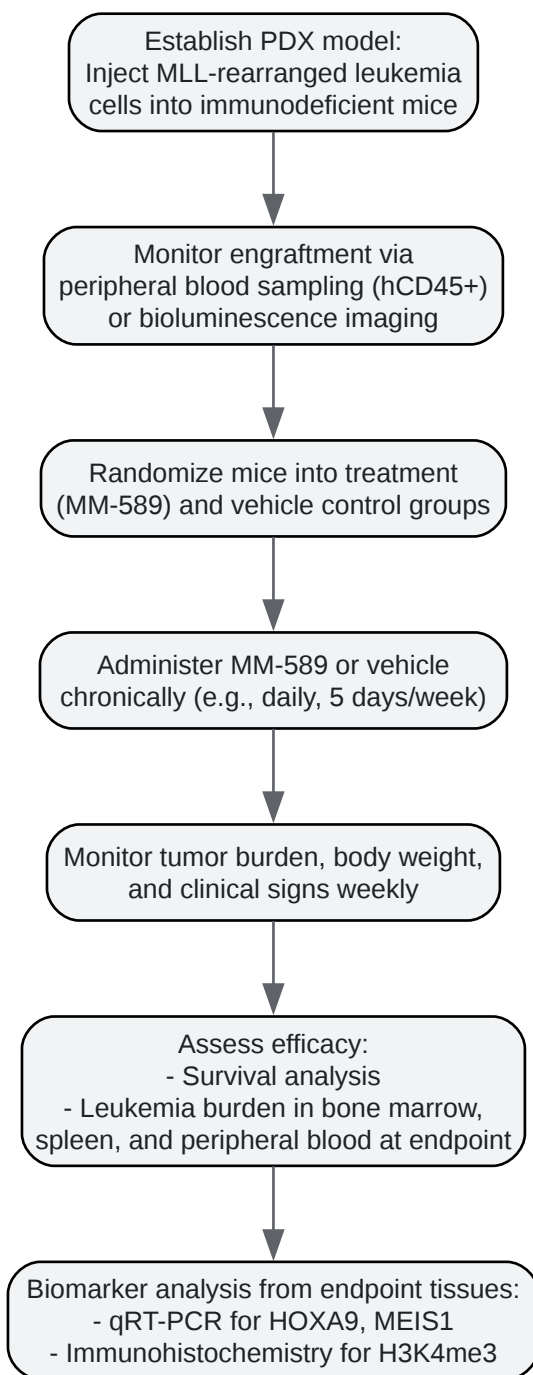 Establish PDX model:
Inject MLL-rearranged leukemia
cells into immunodeficient mice
Monitor engraftment via
peripheral blood sampling (hCD45+)
or bioluminescence imaging
Randomize mice into treatment
(MM-589) and vehicle control groups
Administer MM-589 or vehicle
chronically (e.g., daily, 5 days/week)
Monitor tumor burden, body weight,
and clinical signs weekly
Assess efficacy:
- Survival analysis
- Leukemia burden in bone marrow,
spleen, and peripheral blood at endpoint
Biomarker analysis from endpoint tissues:
- qRT-PCR for HOXA9, MEIS1
- Immunohistochemistry for H3K4me3